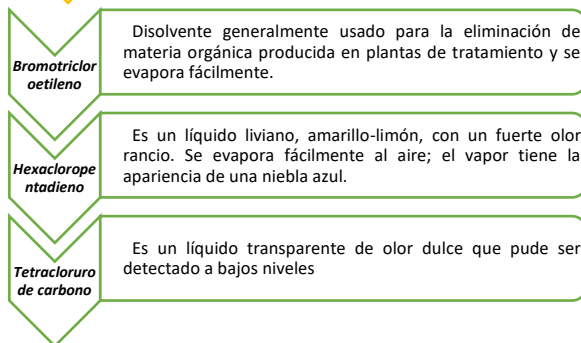 Disolvente generalmente usado para la eliminación de
materia orgánica producida en plantas de tratamiento y se
evapora fácilmente.
Bromotriclor
oetileno
Es un líquido liviano, amarillo-limón, con un fuerte olor
rancio. Se evapora fácilmente al aire; el vapor tiene la
apariencia de una niebla azul.
Hexaclorope
ntadieno
Es un líquido transparente de olor dulce que pude ser
detectado a bajos niveles
Tetracloruro
de carbono